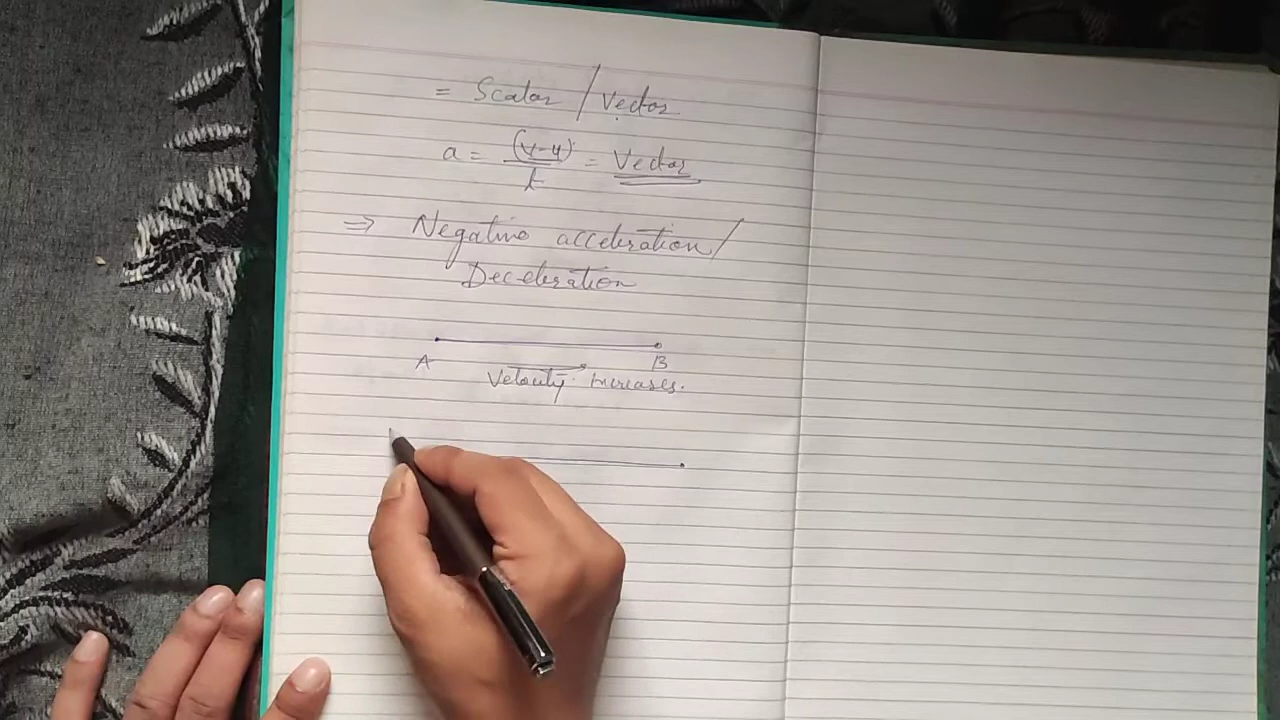 = Scalar / Vector
a = (v-u)/t = Vector
⇒ Negative acceleration/
Deceleration
A B
Velocity Increases.